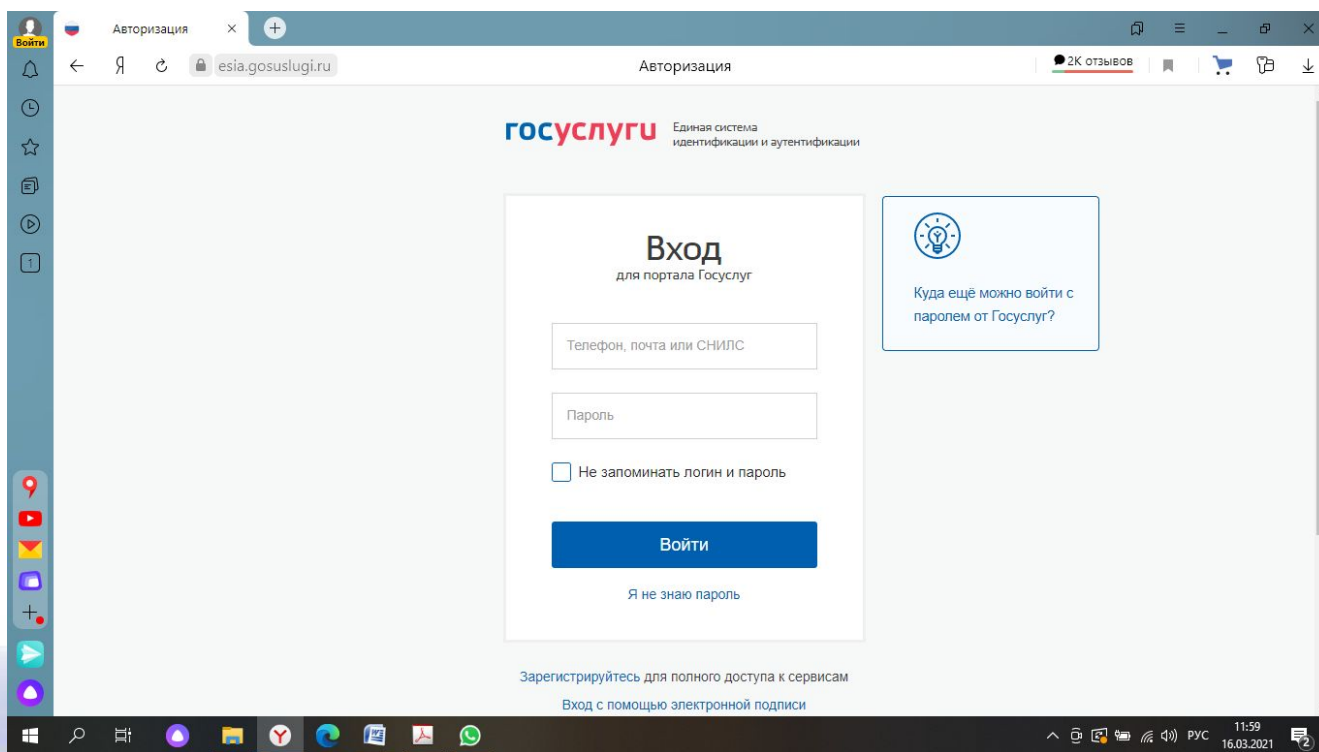 Войти
Авторизация
Я
esia.gosuslugi.ru
Авторизация
2K отзывов
госуслуги
Единая система
идентификации и аутентификации
Вход
для портала Госуслуг
Куда ещё можно войти с
паролем от Госуслуг?
Телефон, почта или СНИЛС
Пароль
Не запоминать логин и пароль
Войти
Я не знаю пароль
Зарегистрируйтесь для полного доступа к сервисам
Вход с помощью электронной подписи
1
РУС
11:59
16.03.2021
2